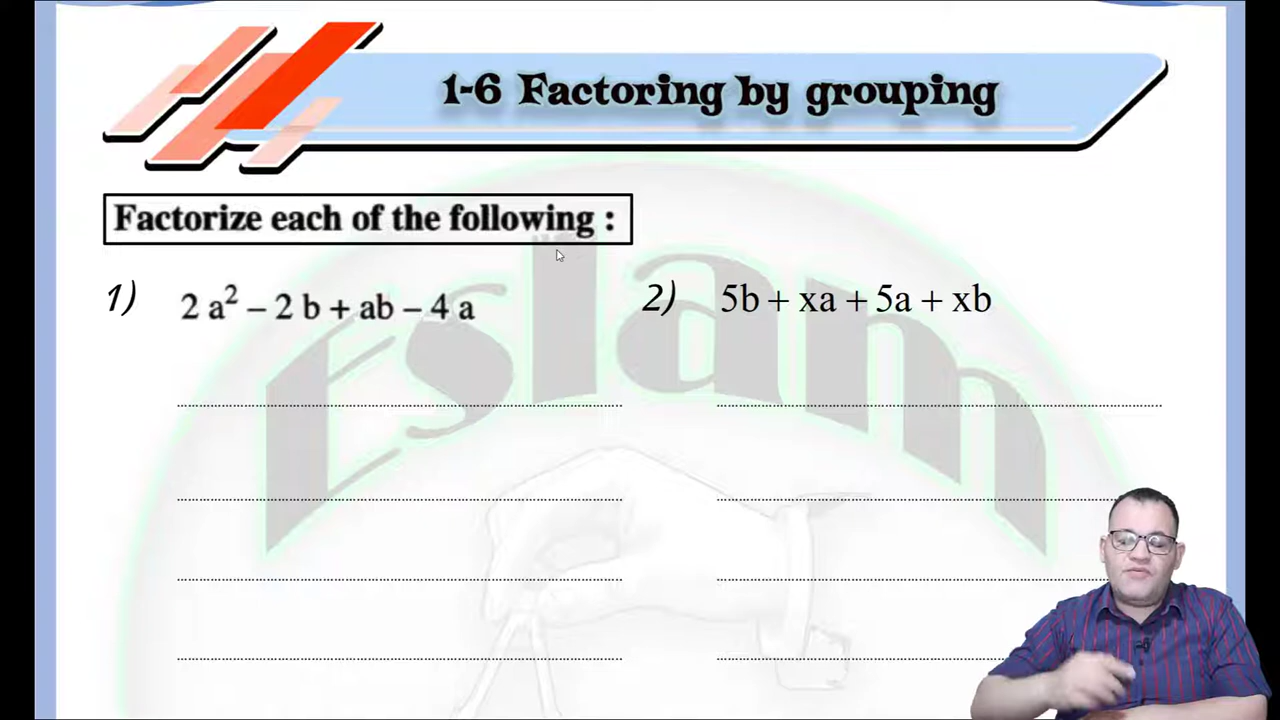 1-6 Factoring by grouping
Factorize each of the following :
1) 2 a² – 2 b + ab – 4 a
2) 5b + xa + 5a + xb
Eslam